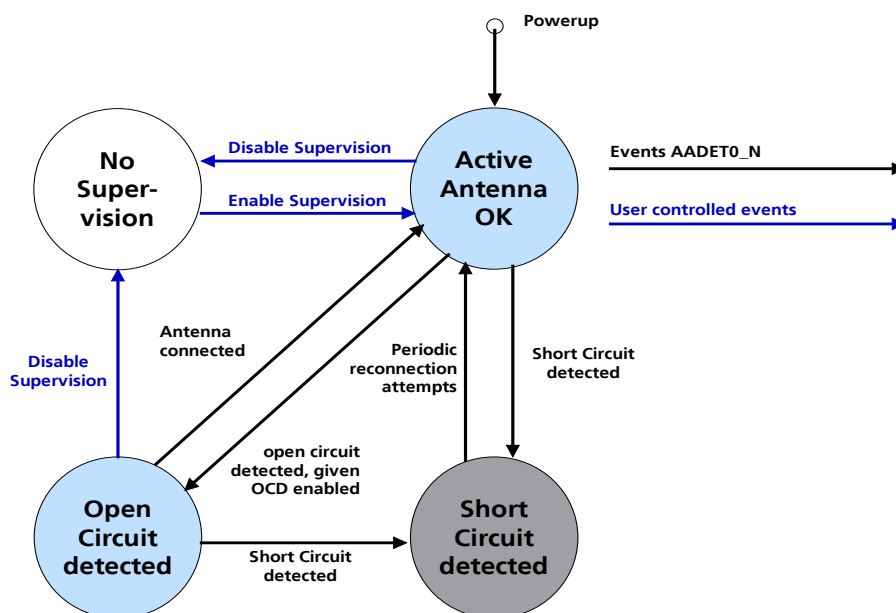 Powerup
No
Super-
vision
Disable Supervision
Enable Supervision
Active
Antenna
OK
Events AADET0_N
User controlled events
Disable
Supervision
Antenna
connected
Periodic
reconnection
attempts
Short Circuit
detected
open circuit
detected, given
OCD enabled
Open
Circuit
detected
Short Circuit
detected
Short
Circuit
detected